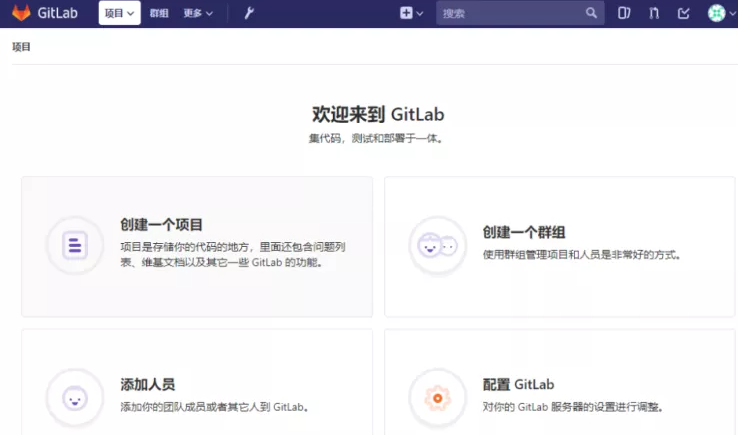 GitLab 项目 群组 更多 搜索
项目
欢迎来到 GitLab
集代码，测试和部署于一体。
创建一个项目
项目是存储你的代码的地方，里面还包含问题列
表、维基文档以及其它一些 GitLab 的功能。
创建一个群组
使用群组管理项目和人员是非常好的方式。
添加人员
添加你的团队成员或者其它人到 GitLab。
配置 GitLab
对你的 GitLab 服务器的设置进行调整。